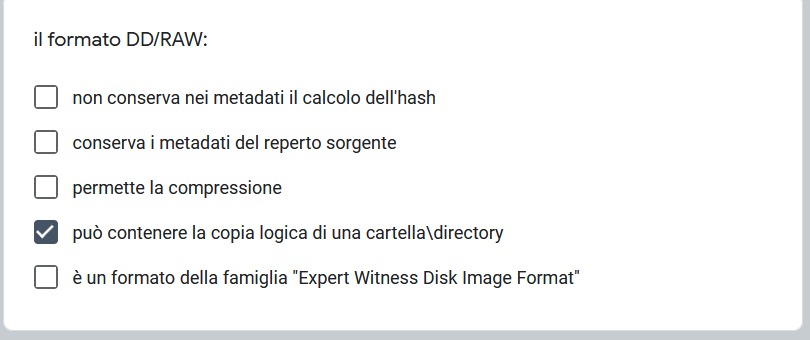 il formato DD/RAW:
non conserva nei metadati il calcolo dell'hash
conserva i metadati del reperto sorgente
permette la compressione
può contenere la copia logica di una cartella\directory
è un formato della famiglia "Expert Witness Disk Image Format"